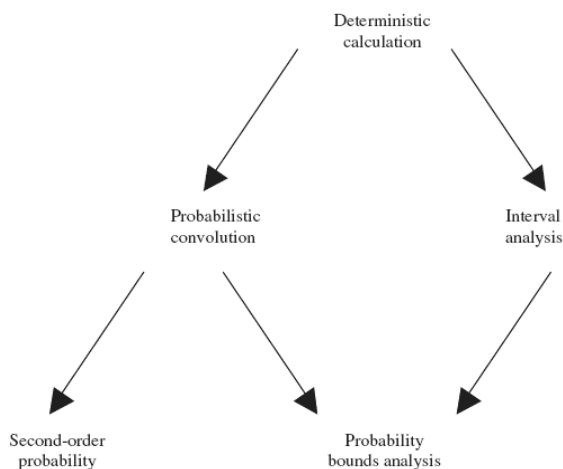 Deterministic
calculation
Probabilistic
convolution
Interval
analysis
Second-order
probability
Probability
bounds analysis